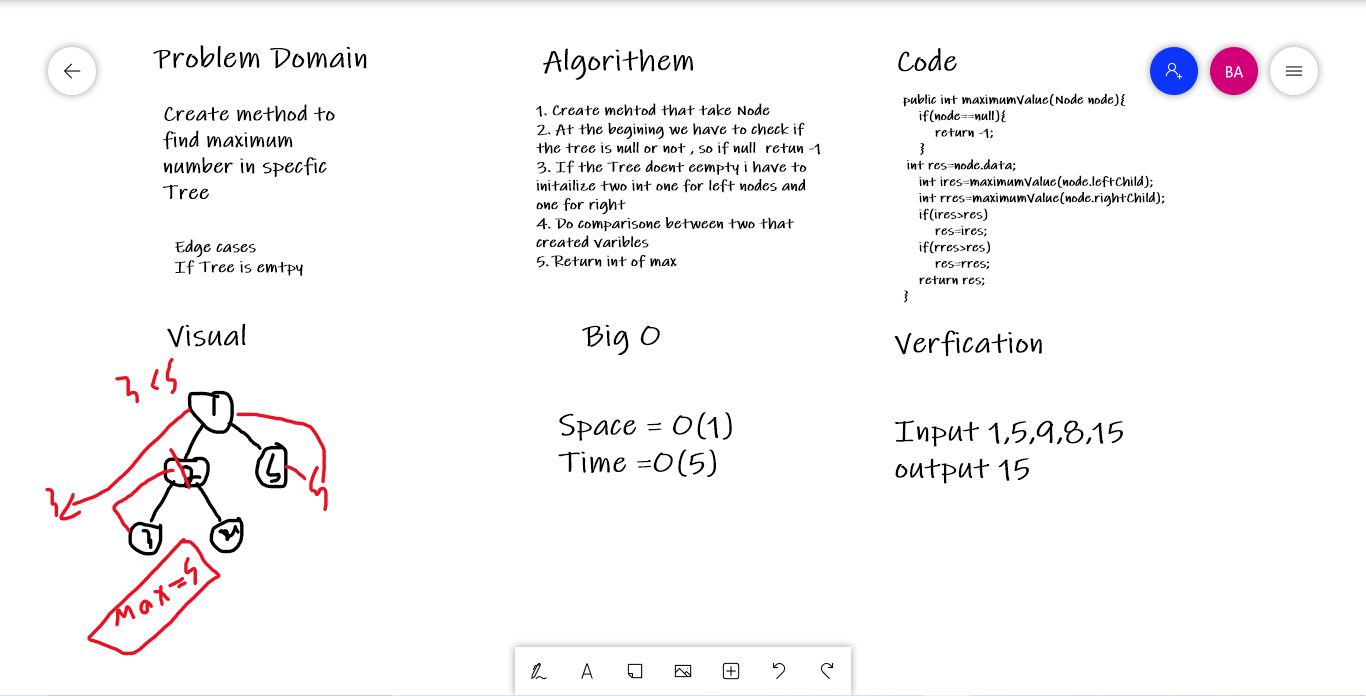 Problem Domain
Create method to
find maximum
number in specfic
Tree
Edge cases
If Tree is emtpy
Algorithem
1. Create mehtod that take Node
2. At the begining we have to check if
the tree is null or not , so if null retun -1
3. If the Tree doent eempty i have to
initailize two int one for left nodes and
one for right
4. Do comparisone between two that
created varibles
5. Return int of max
Code
public int maximumValue(Node node){
if(node==null){
return -1;
}
int res=node.data;
int ires=maximumValue(node.leftChild);
int rres=maximumValue(node.rightChild);
if(ires>res)
res=ires;
if(rres>res)
res=rres;
return res;
}
BA
Visual
3 < 5
1
5
5
3
3
Max=5
Big O
Space = O(1)
Time =O(5)
Verfication
Input 1,5,9,8,15
output 15
A